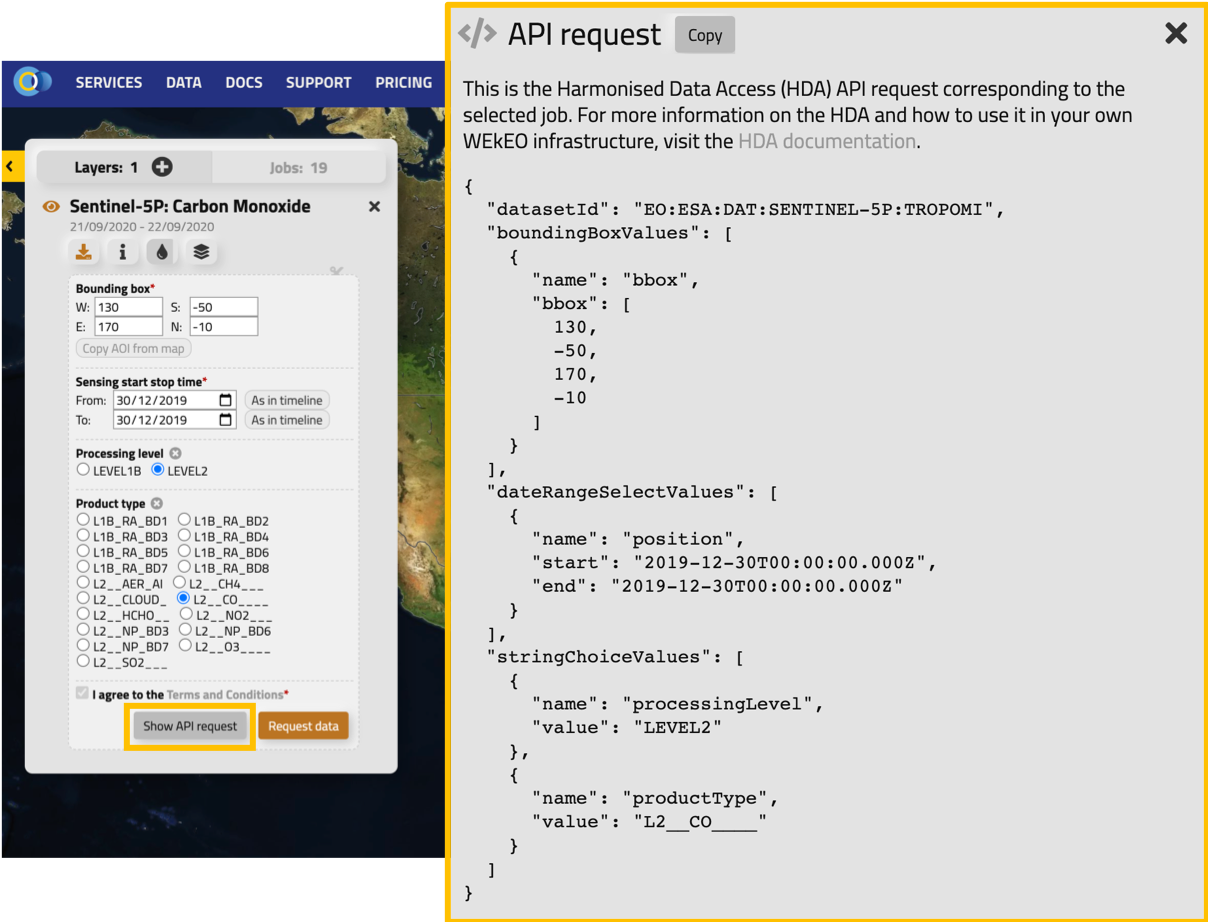 SERVICES DATA DOCS SUPPORT PRICING
Layers: 1 Jobs: 19
Sentinel-5P: Carbon Monoxide
21/09/2020 - 22/09/2020
Bounding box*
W: 130 S: -50
E: 170 N: -10
Copy AOI from map
Sensing start stop time*
From: 30/12/2019 As in timeline
To: 30/12/2019 As in timeline
Processing level
LEVEL1B LEVEL2
Product type
L1B_RA_BD1 L1B_RA_BD2
L1B_RA_BD3 L1B_RA_BD4
L1B_RA_BD5 L1B_RA_BD6
L1B_RA_BD7 L1B_RA_BD8
L2__AER_AI L2__CH4___
L2__CLOUD_ L2__CO____
L2__HCHO__ L2__NO2___
L2__NP_BD3 L2__NP_BD6
L2__NP_BD7 L2__O3____
L2__SO2___
I agree to the Terms and Conditions*
Show API request Request data
</> API request Copy
This is the Harmonised Data Access (HDA) API request corresponding to the
selected job. For more information on the HDA and how to use it in your own
WEkEO infrastructure, visit the HDA documentation.
{
"datasetId": "EO:ESA:DAT:SENTINEL-5P:TROPOMI",
"boundingBoxValues": [
{
"name": "bbox",
"bbox": [
130,
-50,
170,
-10
]
}
],
"dateRangeSelectValues": [
{
"name": "position",
"start": "2019-12-30T00:00:00.000Z",
"end": "2019-12-30T00:00:00.000Z"
}
],
"stringChoiceValues": [
{
"name": "processingLevel",
"value": "LEVEL2"
},
{
"name": "productType",
"value": "L2__CO____"
}
]
}